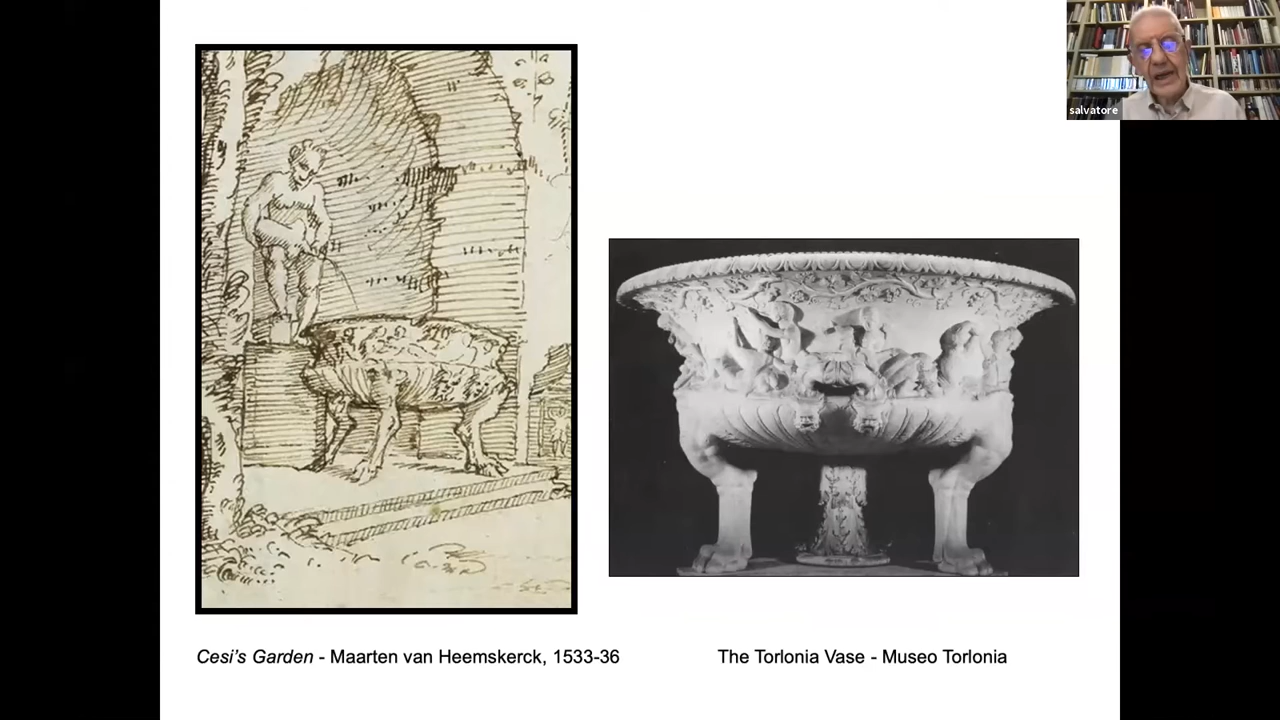 salvatore
Cesi's Garden - Maarten van Heemskerck, 1533-36
The Torlonia Vase - Museo Torlonia